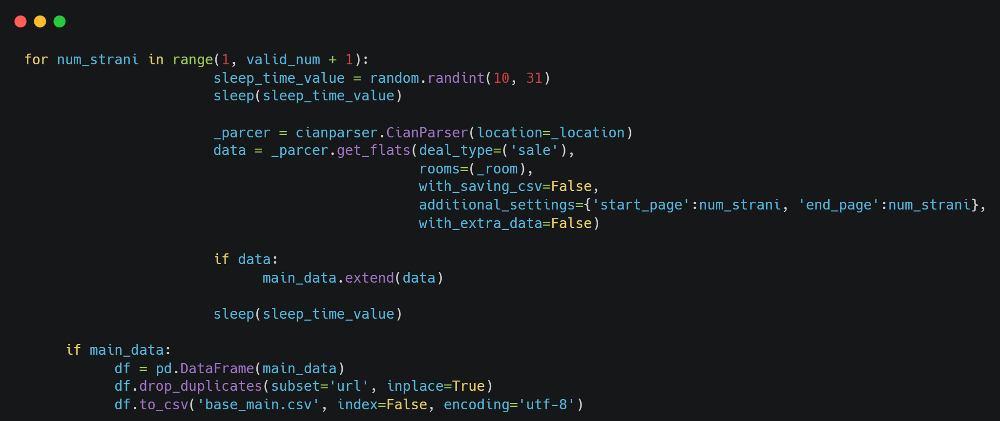 for num_strani in range(1, valid_num + 1):
sleep_time_value = random.randint(10, 31)
sleep(sleep_time_value)
_parcer = cianparser.CianParser(location=_location)
data = _parcer.get_flats(deal_type=('sale'),
rooms=(_room),
with_saving_csv=False,
additional_settings={'start_page':num_strani, 'end_page':num_strani},
with_extra_data=False)
if data:
main_data.extend(data)
sleep(sleep_time_value)
if main_data:
df = pd.DataFrame(main_data)
df.drop_duplicates(subset='url', inplace=True)
df.to_csv('base_main.csv', index=False, encoding='utf-8')